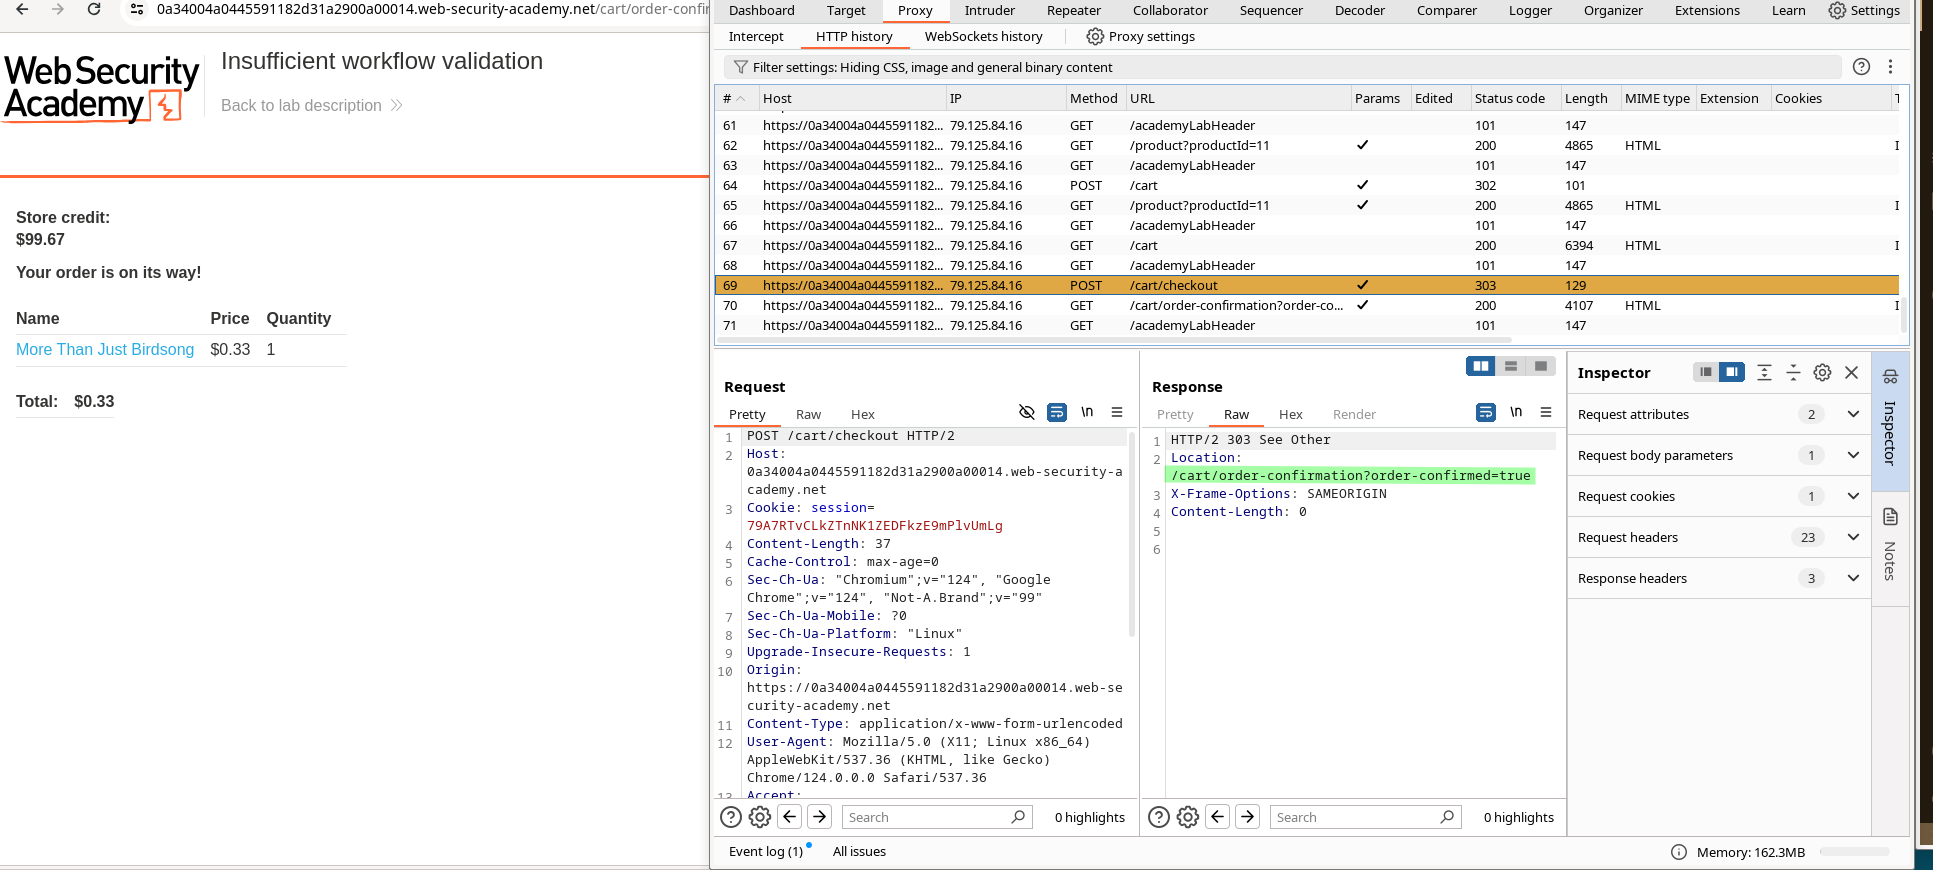 0a34004a0445591182d31a2900a00014.web-security-academy.net/cart/order-confir
Web Security
Academy
Insufficient workflow validation
Back to lab description
Store credit:
$99.67
Your order is on its way!
Name Price Quantity
More Than Just Birdsong $0.33 1
Total: $0.33
Dashboard Target Proxy Intruder Repeater Collaborator Sequencer Decoder Comparer Logger Organizer Extensions Learn Settings
Intercept HTTP history WebSockets history Proxy settings
Filter settings: Hiding CSS, image and general binary content
# Host IP Method URL Params Edited Status code Length MIME type Extension Cookies T
61 https://0a34004a0445591182... 79.125.84.16 GET /academyLabHeader 101 147
62 https://0a34004a0445591182... 79.125.84.16 GET /product?productId=11 ✓ 200 4865 HTML I
63 https://0a34004a0445591182... 79.125.84.16 GET /academyLabHeader 101 147
64 https://0a34004a0445591182... 79.125.84.16 POST /cart ✓ 302 101
65 https://0a34004a0445591182... 79.125.84.16 GET /product?productId=11 ✓ 200 4865 HTML I
66 https://0a34004a0445591182... 79.125.84.16 GET /academyLabHeader 101 147
67 https://0a34004a0445591182... 79.125.84.16 GET /cart 200 6394 HTML I
68 https://0a34004a0445591182... 79.125.84.16 GET /academyLabHeader 101 147
69 https://0a34004a0445591182... 79.125.84.16 POST /cart/checkout ✓ 303 129
70 https://0a34004a0445591182... 79.125.84.16 GET /cart/order-confirmation?order-co... ✓ 200 4107 HTML I
71 https://0a34004a0445591182... 79.125.84.16 GET /academyLabHeader 101 147
Request
Pretty Raw Hex \n
1 POST /cart/checkout HTTP/2
2 Host:
0a34004a0445591182d31a2900a00014.web-security-a
cademy.net
3 Cookie: session=
79A7RTvCLkZTnNK1ZEDFkzE9mPlvUmLg
4 Content-Length: 37
5 Cache-Control: max-age=0
6 Sec-Ch-Ua: "Chromium";v="124", "Google
Chrome";v="124", "Not-A.Brand";v="99"
7 Sec-Ch-Ua-Mobile: ?0
8 Sec-Ch-Ua-Platform: "Linux"
9 Upgrade-Insecure-Requests: 1
10 Origin:
https://0a34004a0445591182d31a2900a00014.web-se
curity-academy.net
11 Content-Type: application/x-www-form-urlencoded
12 User-Agent: Mozilla/5.0 (X11; Linux x86_64)
AppleWebKit/537.36 (KHTML, like Gecko)
Chrome/124.0.0.0 Safari/537.36
13 Accept:
Search 0 highlights
Response
Pretty Raw Hex Render \n
1 HTTP/2 303 See Other
2 Location:
/cart/order-confirmation?order-confirmed=true
3 X-Frame-Options: SAMEORIGIN
4 Content-Length: 0
5
6
Search 0 highlights
Inspector
Request attributes 2
Request body parameters 1
Request cookies 1
Request headers 23
Response headers 3
Inspector
Notes
Event log (1) All issues
Memory: 162.3MB